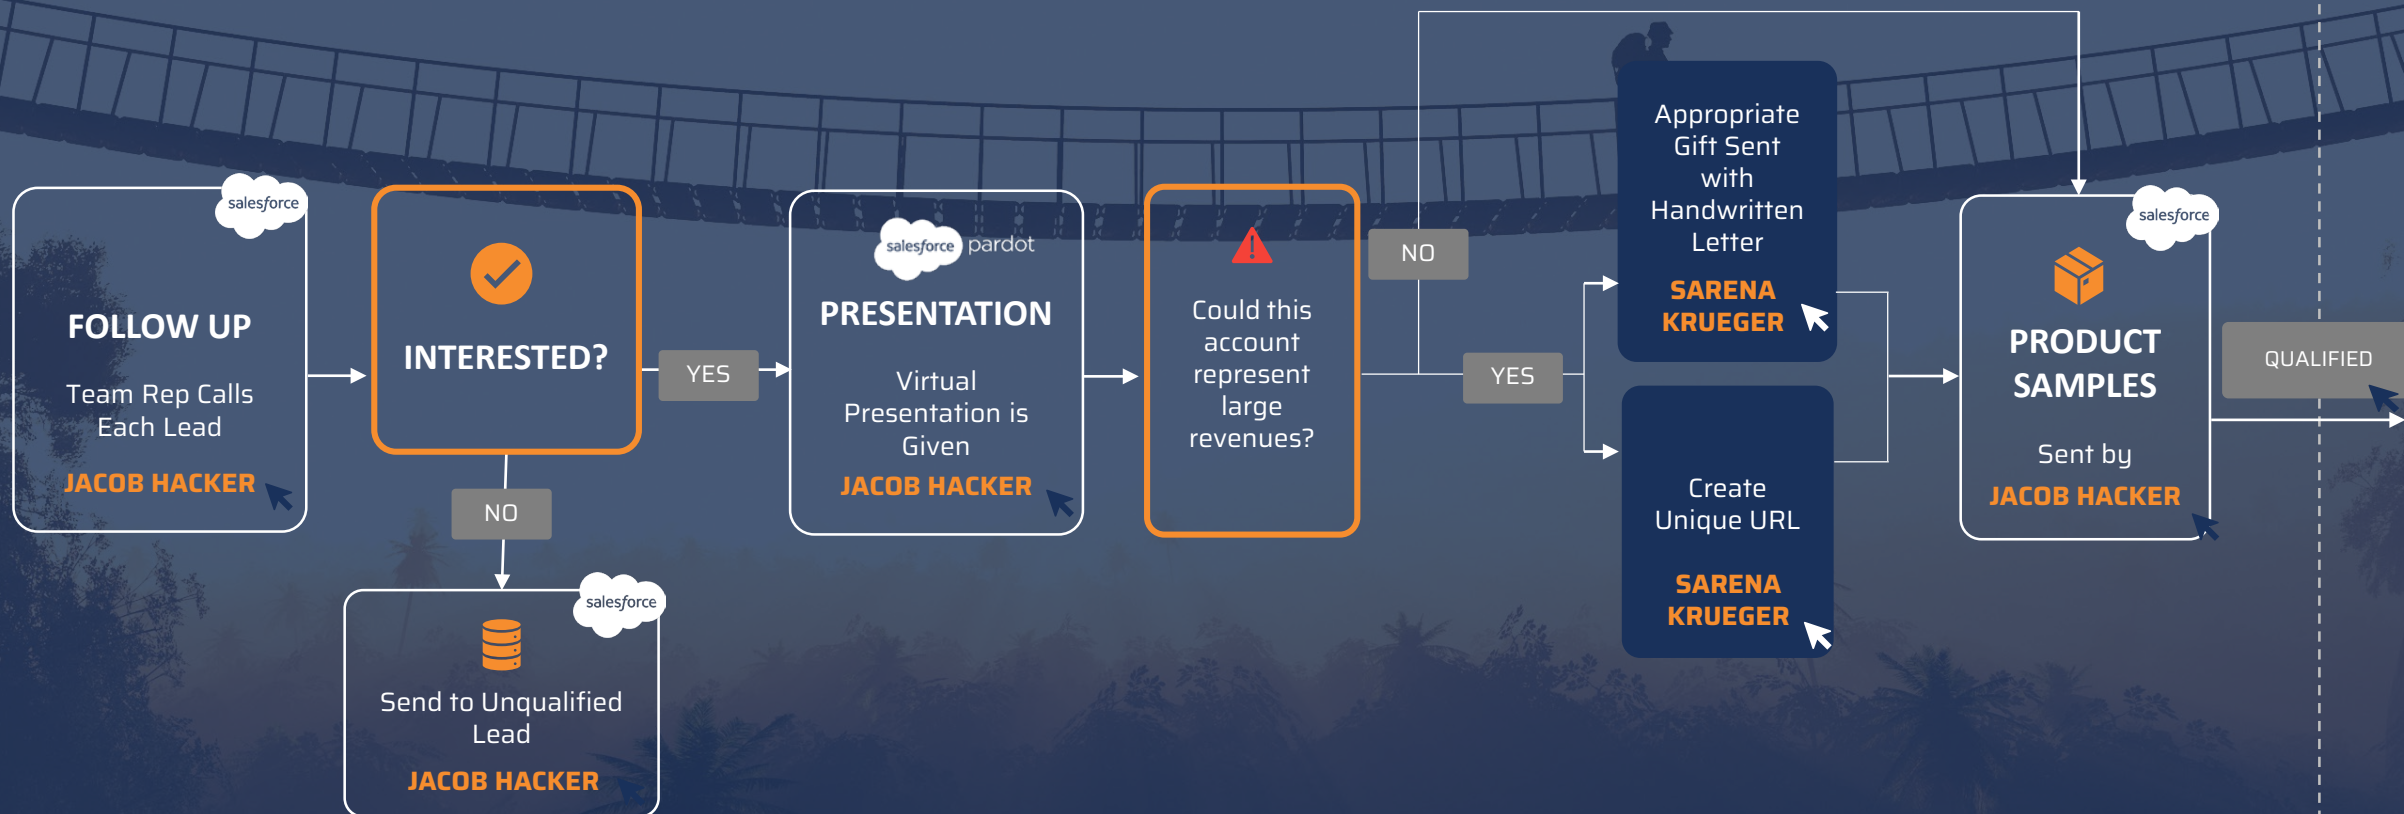 salesforce
FOLLOW UP
Team Rep Calls
Each Lead
JACOB HACKER
INTERESTED?
YES
NO
salesforce
Send to Unqualified
Lead
JACOB HACKER
salesforce pardot
PRESENTATION
Virtual
Presentation is
Given
JACOB HACKER
Could this
account
represent
large
revenues?
NO
YES
Appropriate
Gift Sent
with
Handwritten
Letter
SARENA
KRUEGER
Create
Unique URL
SARENA
KRUEGER
salesforce
PRODUCT
SAMPLES
Sent by
JACOB HACKER
QUALIFIED